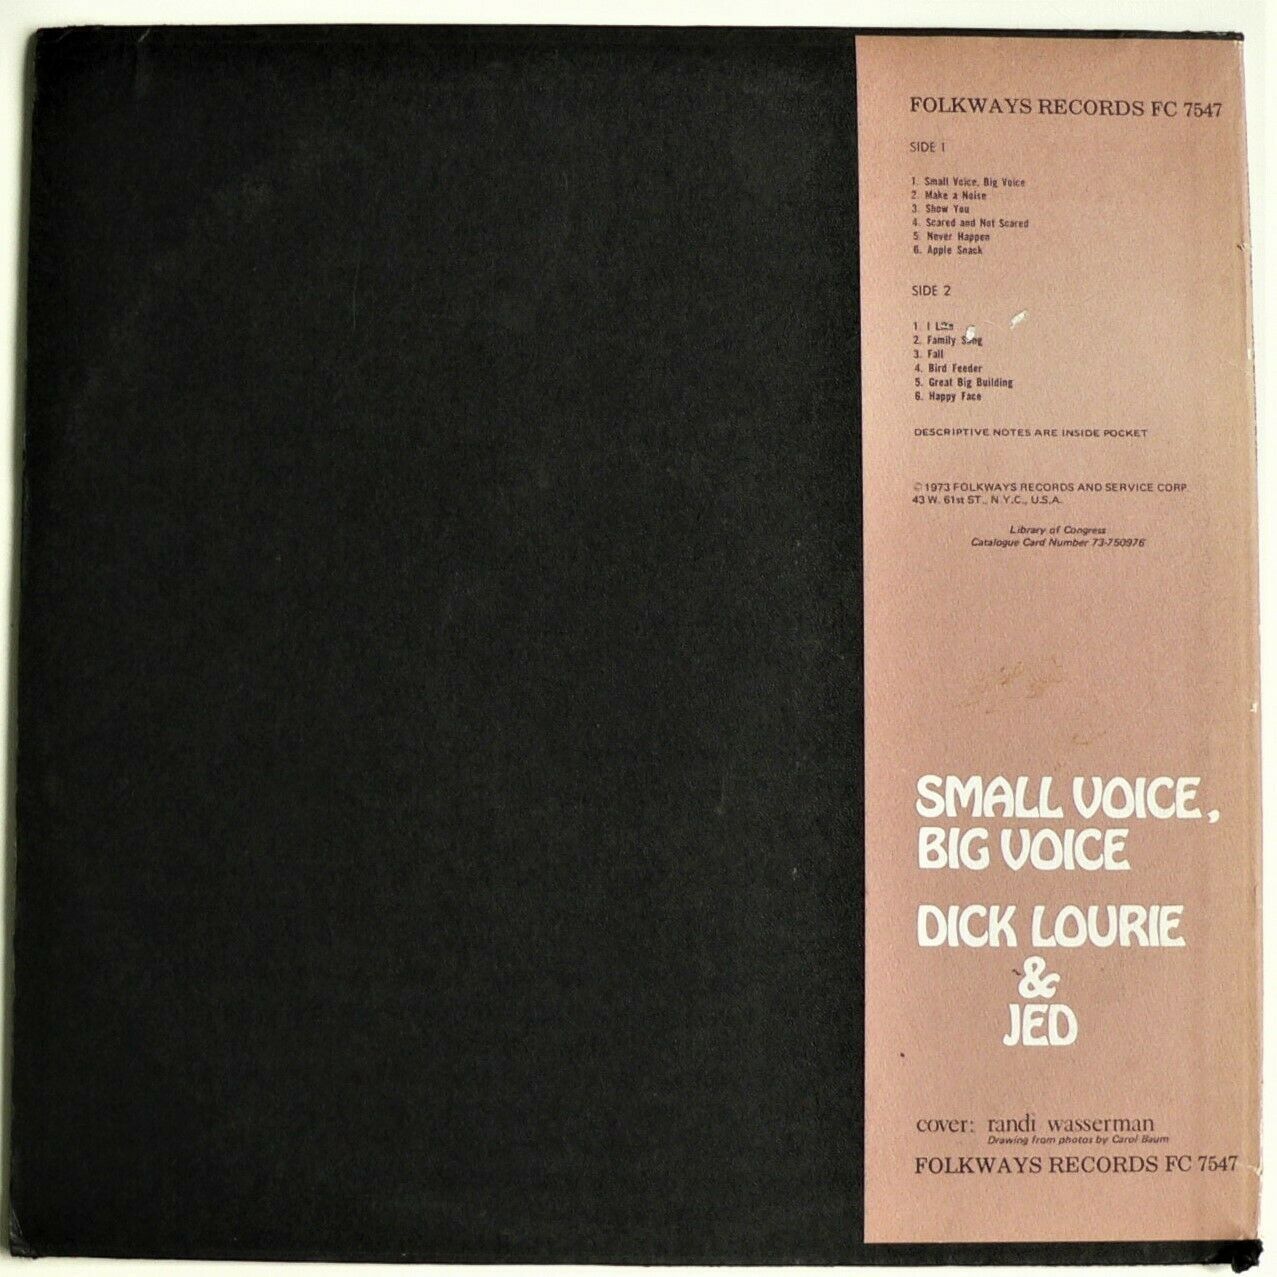 FOLKWAYS RECORDS FC 7547
SIDE 1
1. Small Voice, Big Voice
2. Make a Noise
3. Show You
4. Scared and Not Scared
5. Never Happen
6. Apple Snack
SIDE 2
1. I
2. Family Song
3. Fall
4. Bird Feeder
5. Great Big Building
6. Happy Face
DESCRIPTIVE NOTES ARE INSIDE POCKET
©1973 FOLKWAYS RECORDS AND SERVICE CORP.
43 W. 61st ST., N.Y.C., U.S.A.
Library of Congress
Catalogue Card Number 73-750976
SMALL VOICE,
BIG VOICE
DICK LOURIE
&
JED
cover: randi wasserman
Drawing from photos by Carol Baum
FOLKWAYS RECORDS FC 7547